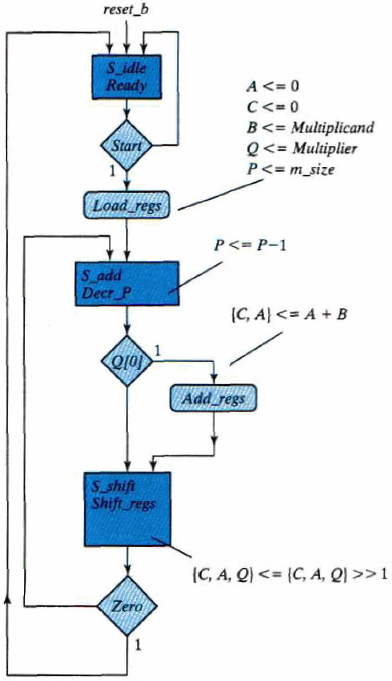 reset_b
S_idle
Ready
Start
1
Load_regs
A <= 0
C <= 0
B <= Multiplicand
Q <= Multiplier
P <= m_size
S_add
Decr_P
P <= P−1
Q[0]
1
Add_regs
{C, A} <= A + B
S_shift
Shift_regs
{C, A, Q} <= {C, A, Q} >> 1
Zero
1